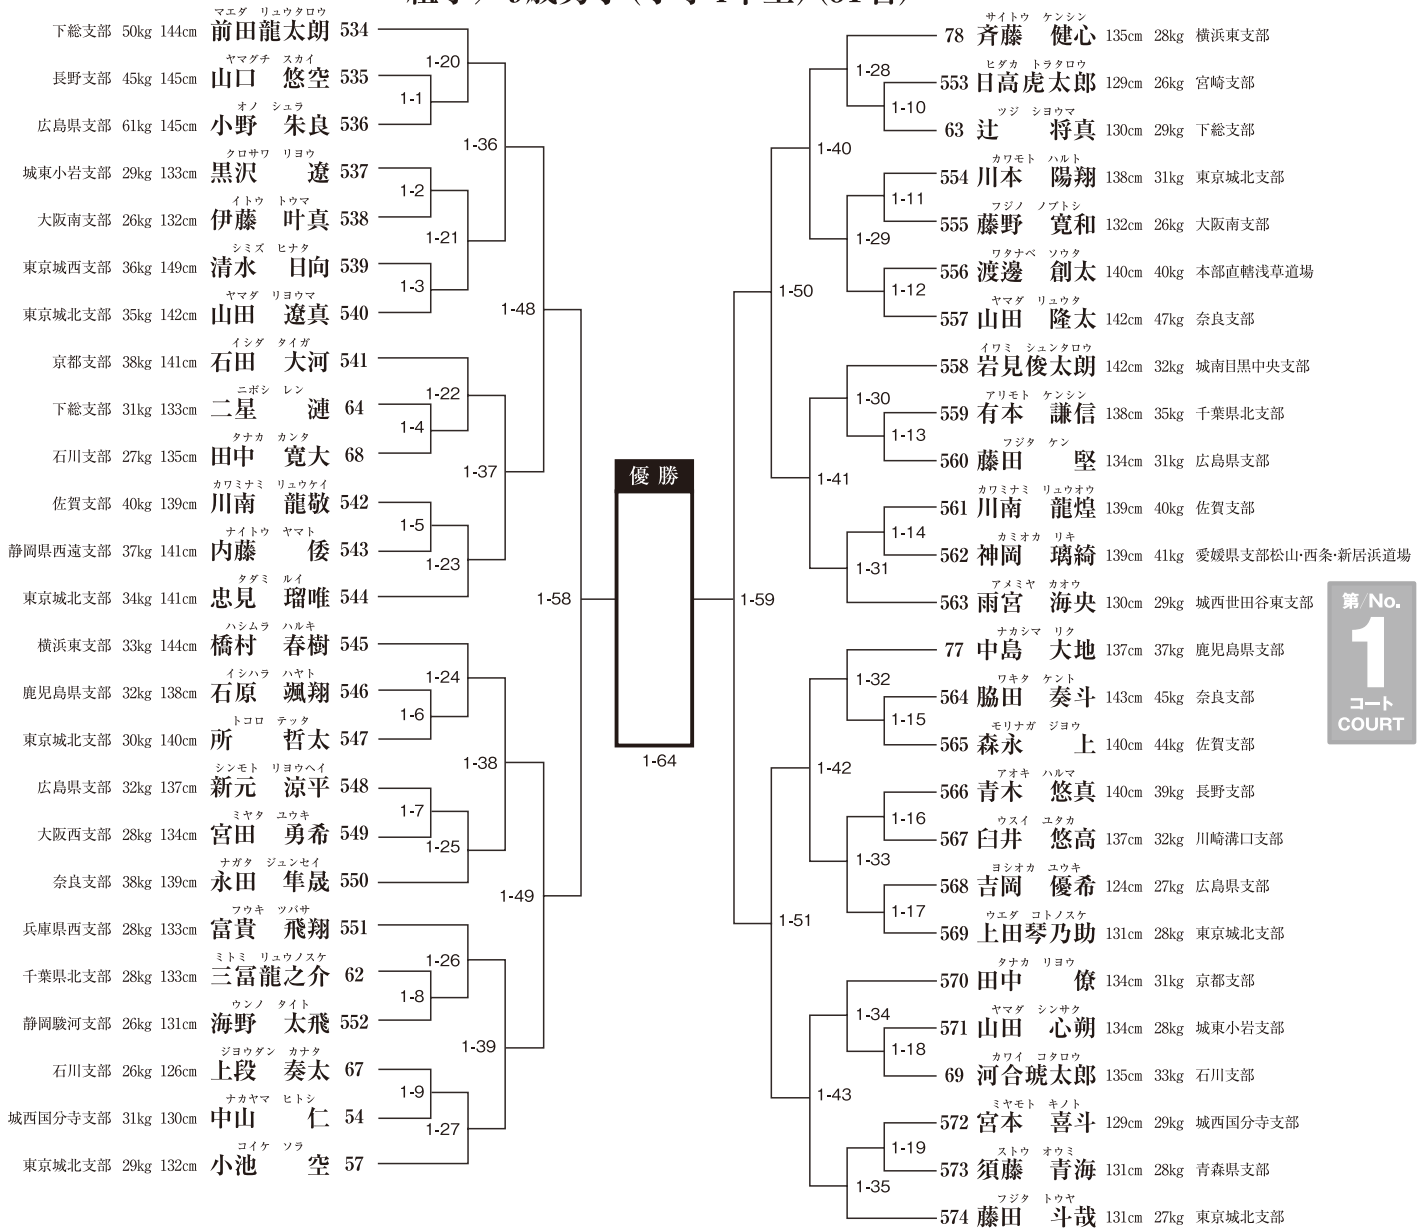 マエダ リュウタロウ
下総支部 50kg 144cm 前田龍太朗 534
ヤマグチ スカイ
長野支部 45kg 145cm 山口 悠空 535
オノ シュラ
広島県支部 61kg 145cm 小野 朱良 536
クロサワ リヨウ
城東小岩支部 29kg 133cm 黒沢 遼 537
イトウ トウマ
大阪南支部 26kg 132cm 伊藤 叶真 538
シミズ ヒナタ
東京城西支部 36kg 149cm 清水 日向 539
ヤマダ リヨウマ
東京城北支部 35kg 142cm 山田 遼真 540
イシダ タイガ
京都支部 38kg 141cm 石田 大河 541
ニボシ レン
下総支部 31kg 133cm 二星 漣 64
タナカ カンタ
石川支部 27kg 135cm 田中 寛大 68
カワミナミ リュウケイ
佐賀支部 40kg 139cm 川南 龍敬 542
ナイトウ ヤマト
静岡県西遠支部 37kg 141cm 内藤 倭 543
タダミ ルイ
東京城北支部 34kg 141cm 忠見 瑠唯 544
ハシムラ ハルキ
横浜東支部 33kg 144cm 橋村 春樹 545
イシハラ ハヤト
鹿児島県支部 32kg 138cm 石原 颯翔 546
トコロ テッタ
東京城北支部 30kg 140cm 所 哲太 547
シンモト リヨウヘイ
広島県支部 32kg 137cm 新元 涼平 548
ミヤタ ユウキ
大阪西支部 28kg 134cm 宮田 勇希 549
ナガタ ジュンセイ
奈良支部 38kg 139cm 永田 隼晟 550
フウキ ツバサ
兵庫県西支部 28kg 133cm 富貴 飛翔 551
ミトミ リュウノスケ
千葉県北支部 28kg 133cm 三冨龍之介 62
ウンノ タイト
静岡駿河支部 26kg 131cm 海野 太飛 552
ジヨウダン カナタ
石川支部 26kg 126cm 上段 奏太 67
ナカヤマ ヒトシ
城西国分寺支部 31kg 130cm 中山 仁 54
コイケ ソラ
東京城北支部 29kg 132cm 小池 空 57
1-20
1-1
1-36
1-2
1-21
1-3
1-48
1-22
1-4
1-37
1-5
1-23
1-58
1-24
1-6
1-38
1-7
1-25
1-49
1-26
1-8
1-39
1-9
1-27
優勝
1-64
1-28
1-10
1-40
1-11
1-29
1-12
1-50
1-30
1-13
1-41
1-14
1-31
1-59
1-32
1-15
1-42
1-16
1-33
1-17
1-51
1-34
1-18
1-43
1-19
1-35
サイトウ ケンシン
78 斉藤 健心 135cm 28kg 横浜東支部
ヒダカ トラタロウ
553 日高虎太郎 129cm 26kg 宮崎支部
ツジ シヨウマ
63 辻 将真 130cm 29kg 下総支部
カワモト ハルト
554 川本 陽翔 138cm 31kg 東京城北支部
フジノ ノブトシ
555 藤野 寛和 132cm 26kg 大阪南支部
ワタナベ ソウタ
556 渡邊 創太 140cm 40kg 本部直轄浅草道場
ヤマダ リュウタ
557 山田 隆太 142cm 47kg 奈良支部
イワミ シュンタロウ
558 岩見俊太朗 142cm 32kg 城南目黒中央支部
アリモト ケンシン
559 有本 謙信 138cm 35kg 千葉県北支部
フジタ ケン
560 藤田 堅 134cm 31kg 広島県支部
カワミナミ リュウオウ
561 川南 龍煌 139cm 40kg 佐賀支部
カミオカ リキ
562 神岡 璃綺 139cm 41kg 愛媛県支部松山・西条・新居浜道場
アメミヤ カオウ
563 雨宮 海央 130cm 29kg 城西世田谷東支部
ナカシマ リク
77 中島 大地 137cm 37kg 鹿児島県支部
ワキタ ケント
564 脇田 奏斗 143cm 45kg 奈良支部
モリナガ ジョウ
565 森永 上 140cm 44kg 佐賀支部
アオキ ハルマ
566 青木 悠真 140cm 39kg 長野支部
ウスイ ユタカ
567 臼井 悠高 137cm 32kg 川崎溝口支部
ヨシオカ ユウキ
568 吉岡 優希 124cm 27kg 広島県支部
ウエダ コトノスケ
569 上田琴乃助 131cm 28kg 東京城北支部
タナカ リヨウ
570 田中 僚 134cm 31kg 京都支部
ヤマダ シンサク
571 山田 心朔 134cm 28kg 城東小岩支部
カワイ コタロウ
69 河合琥太郎 135cm 33kg 石川支部
ミヤモト キノト
572 宮本 喜斗 129cm 29kg 城西国分寺支部
ストウ オウミ
573 須藤 青海 131cm 28kg 青森県支部
フジタ トウヤ
574 藤田 斗哉 131cm 27kg 東京城北支部
第/No.
1
コート
COURT